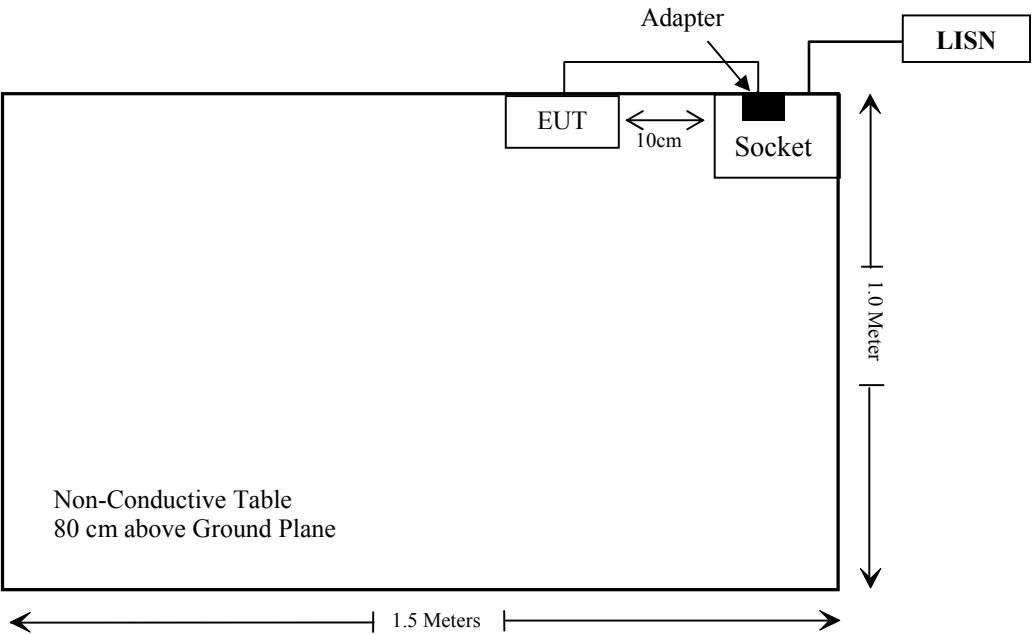 Adapter
LISN
EUT
10cm
Socket
1.0 Meter
Non-Conductive Table
80 cm above Ground Plane
1.5 Meters